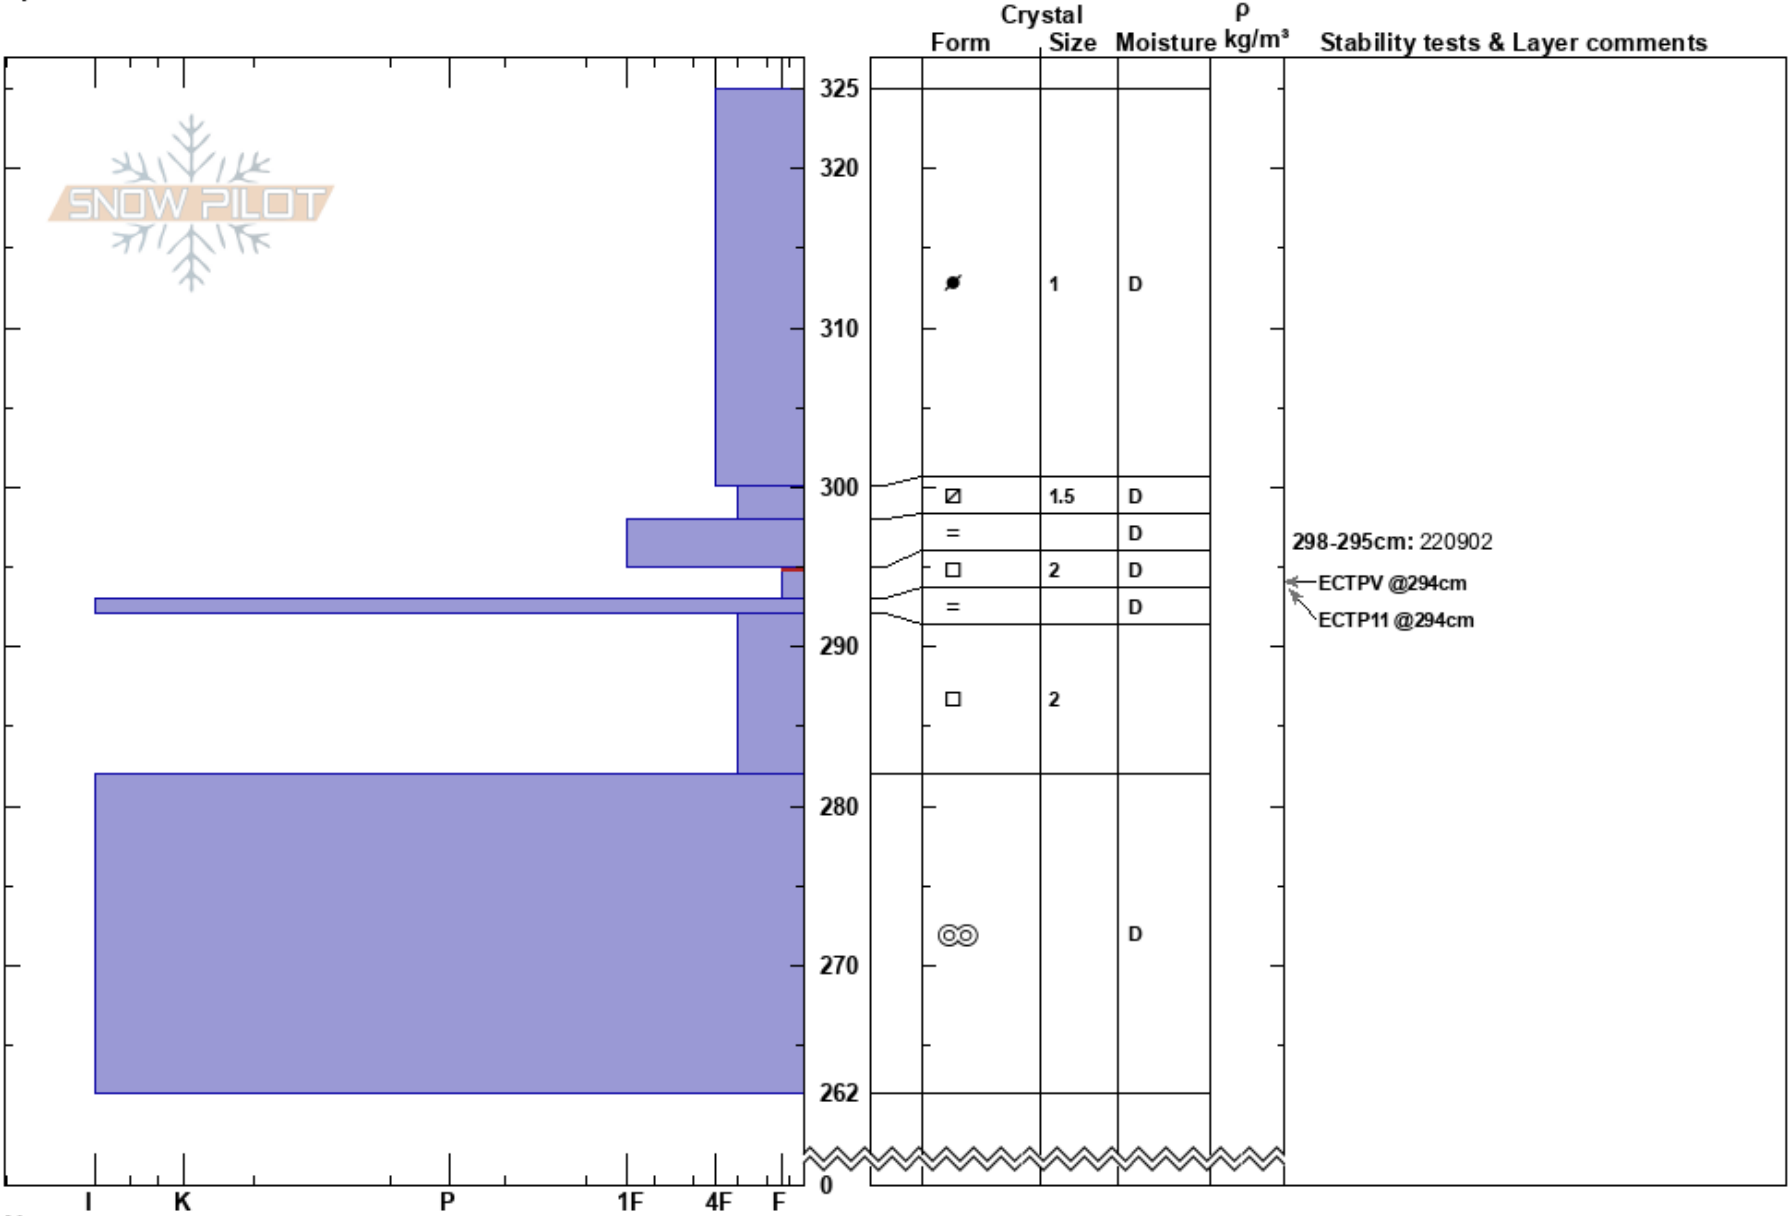 Crystal ρ
Form Size Moisture kg/m³ Stability tests & Layer comments
325
SNOW PILOT
320
1 D
310
300
1.5 D
= D
298-295cm: 220902
2 D
ECTPV @294cm
= D
ECTP11 @294cm
290
2
280
D
270
262
0
I K P 1F 4F F